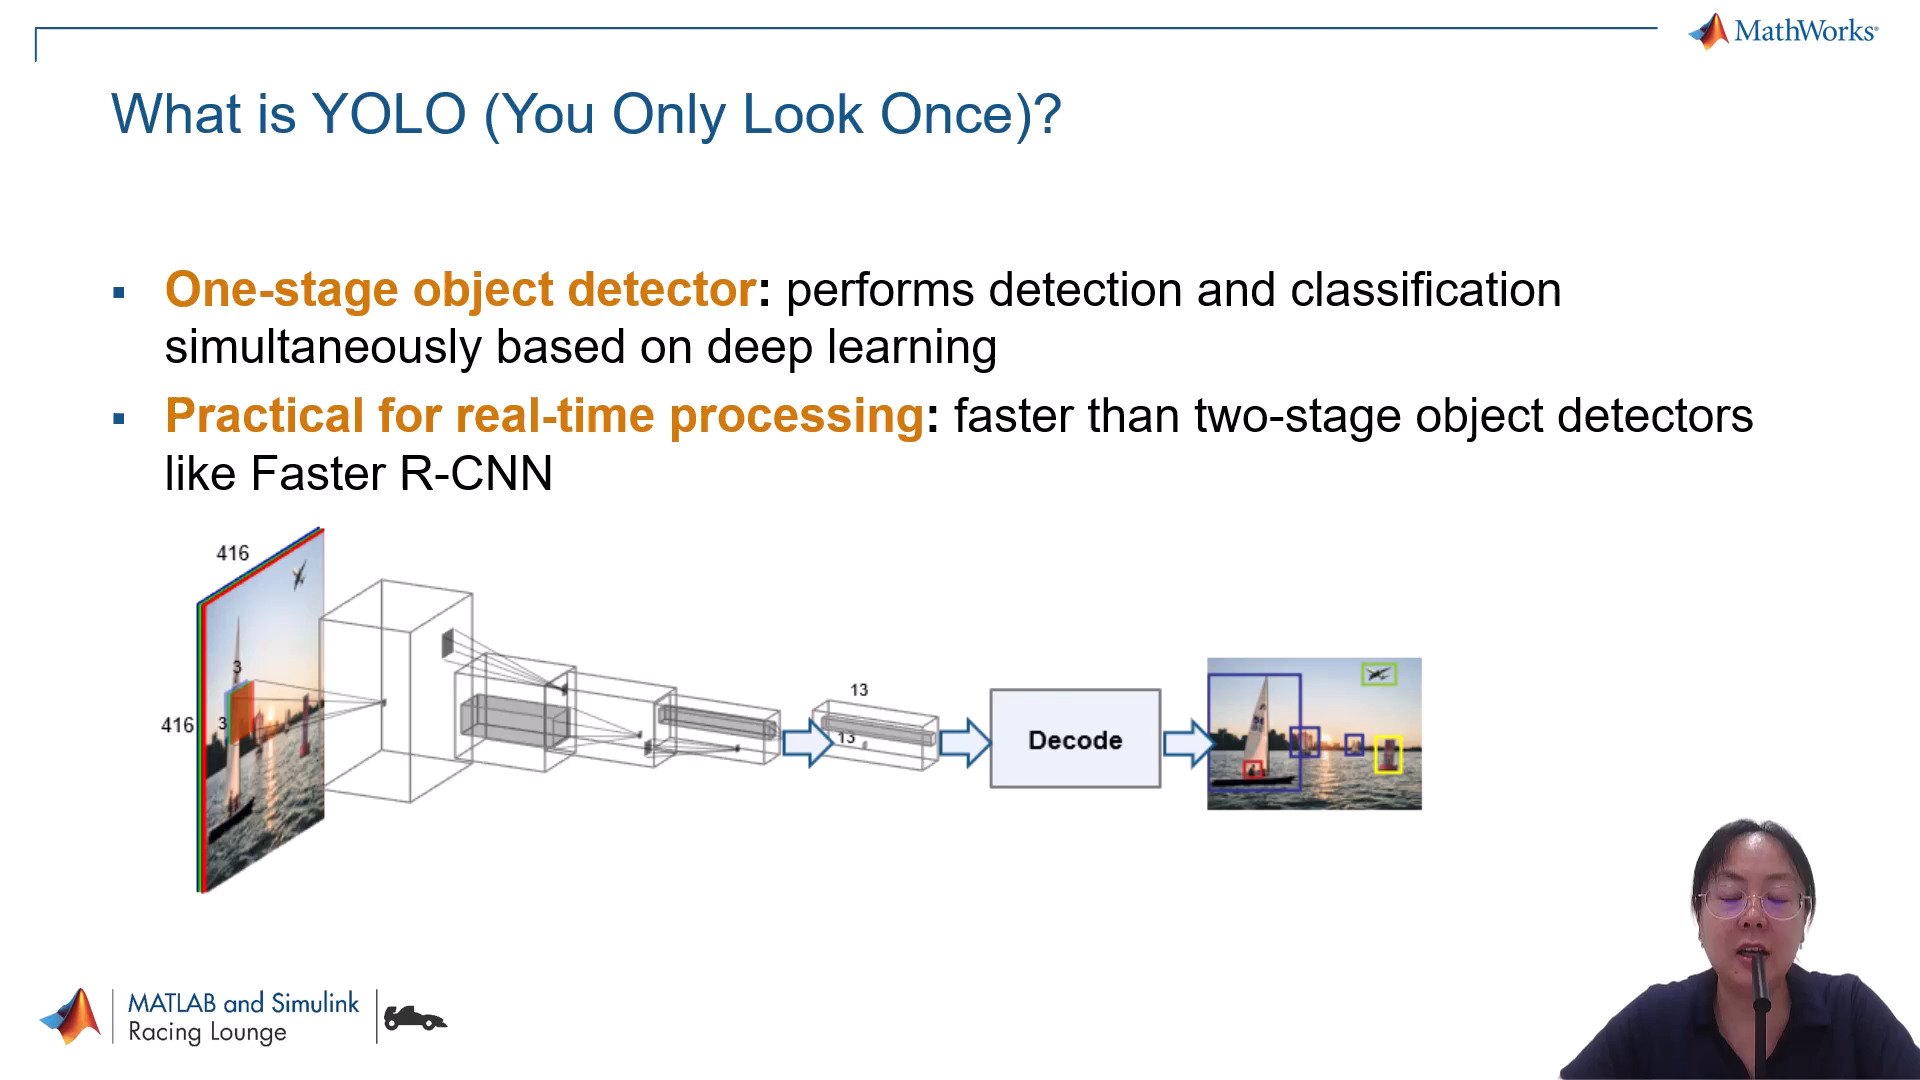 MathWorks®
What is YOLO (You Only Look Once)?
▪ One-stage object detector: performs detection and classification
simultaneously based on deep learning
▪ Practical for real-time processing: faster than two-stage object detectors
like Faster R-CNN
416
416
3
3
13
13
Decode
MATLAB and Simulink
Racing Lounge